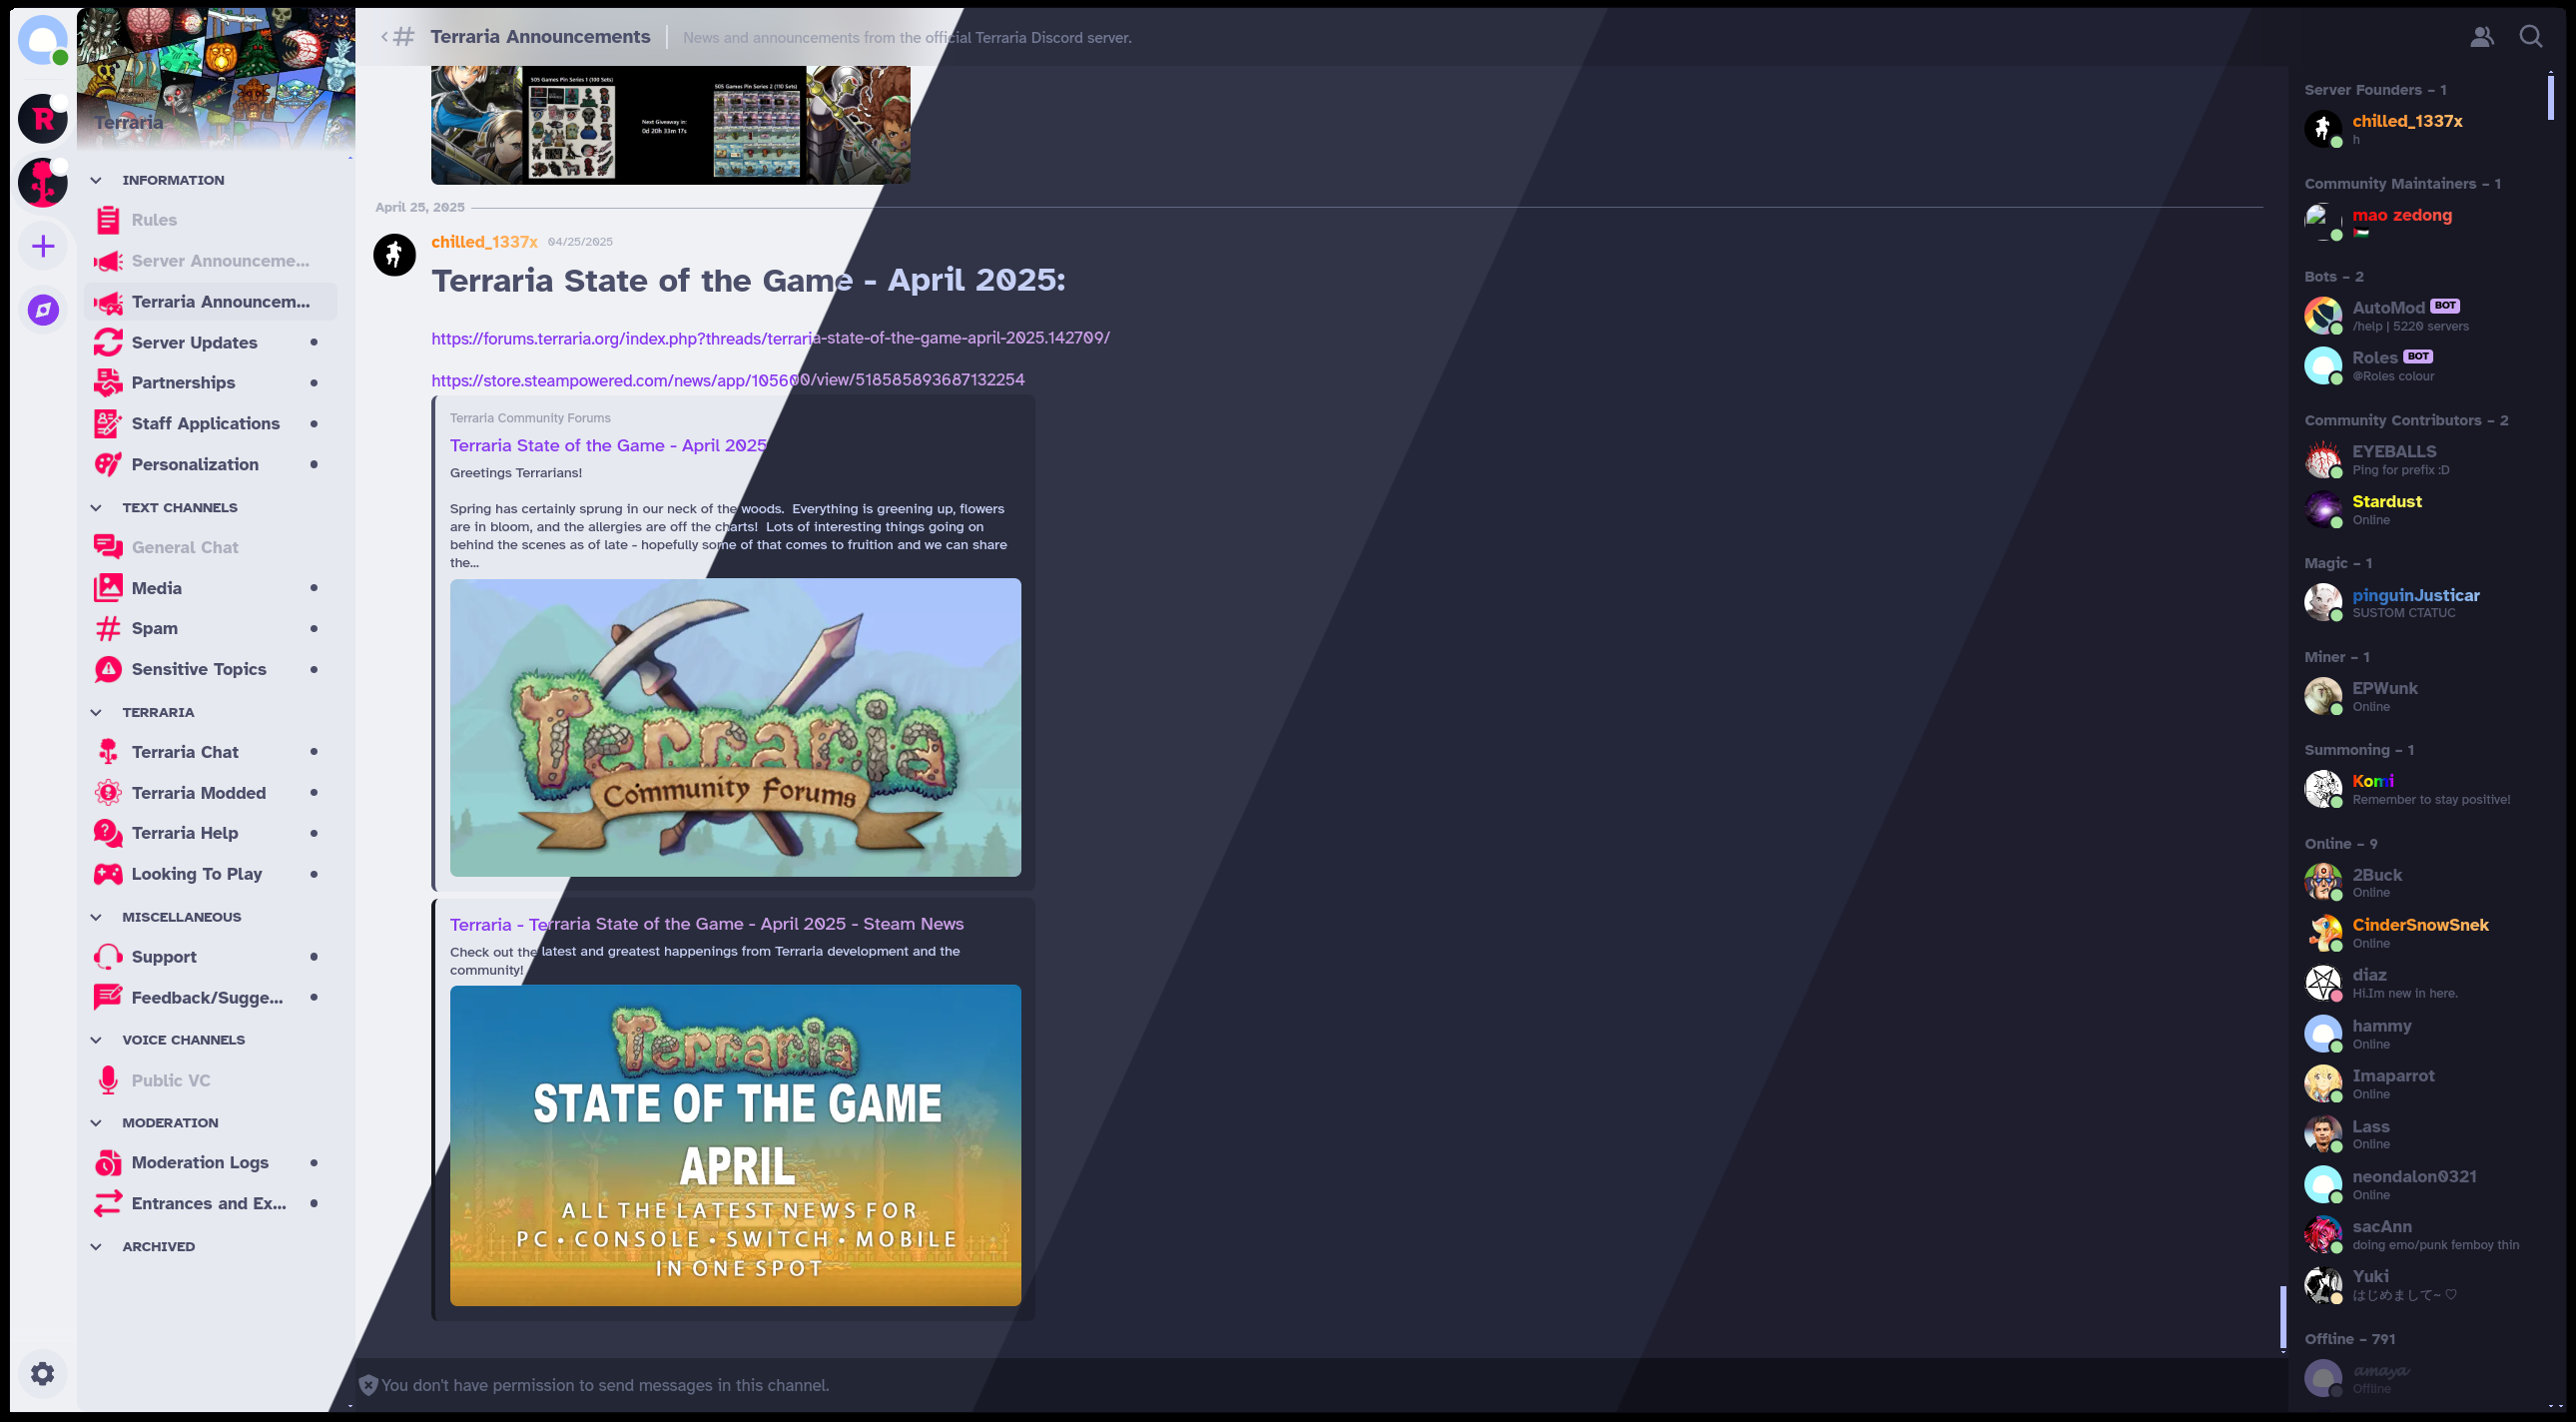 Terraria
INFORMATION
Rules
Server Announceme...
Terraria Announcem...
Server Updates
Partnerships
Staff Applications
Personalization
TEXT CHANNELS
General Chat
Media
Spam
Sensitive Topics
TERRARIA
Terraria Chat
Terraria Modded
Terraria Help
Looking To Play
MISCELLANEOUS
Support
Feedback/Sugge...
VOICE CHANNELS
Public VC
MODERATION
Moderation Logs
Entrances and Ex...
ARCHIVED
Terraria Announcements
News and announcements from the official Terraria Discord server.
505 Games Pin Series 1 (100 Sets)
505 Games Pin Series 2 (110 Sets)
Next Giveaway in:
0d 20h 33m 17s
April 25, 2025
chilled_1337x 04/25/2025
Terraria State of the Game - April 2025:
https://forums.terraria.org/index.php?threads/terraria-state-of-the-game-april-2025.142709/
https://store.steampowered.com/news/app/105600/view/518585893687132254
Terraria Community Forums
Terraria State of the Game - April 2025
Greetings Terrarians!
Spring has certainly sprung in our neck of the woods.  Everything is greening up, flowers
are in bloom, and the allergies are off the charts!  Lots of interesting things going on
behind the scenes as of late - hopefully some of that comes to fruition and we can share
the...
Terraria
Community Forums
Terraria - Terraria State of the Game - April 2025 - Steam News
Check out the latest and greatest happenings from Terraria development and the
community!
Terraria
STATE OF THE GAME
APRIL
ALL THE LATEST NEWS FOR
PC • CONSOLE • SWITCH • MOBILE
IN ONE SPOT
You don't have permission to send messages in this channel.
Server Founders – 1
chilled_1337x
h
Community Maintainers – 1
mao zedong
Bots – 2
AutoMod BOT
/help | 5220 servers
Roles BOT
@Roles colour
Community Contributors – 2
EYEBALLS
Ping for prefix :D
Stardust
Online
Magic – 1
pinguinJusticar
SUSTOM CTATUC
Miner – 1
EPWunk
Online
Summoning – 1
Komi
Remember to stay positive!
Online – 9
2Buck
Online
CinderSnowSnek
Online
diaz
Hi.Im new in here.
hammy
Online
Imaparrot
Online
Lass
Online
neondalon0321
Online
sacAnn
doing emo/punk femboy thin
Yuki
はじめまして~ ♡
Offline – 791
𝓪𝓶𝓪𝔂𝓪
Offline